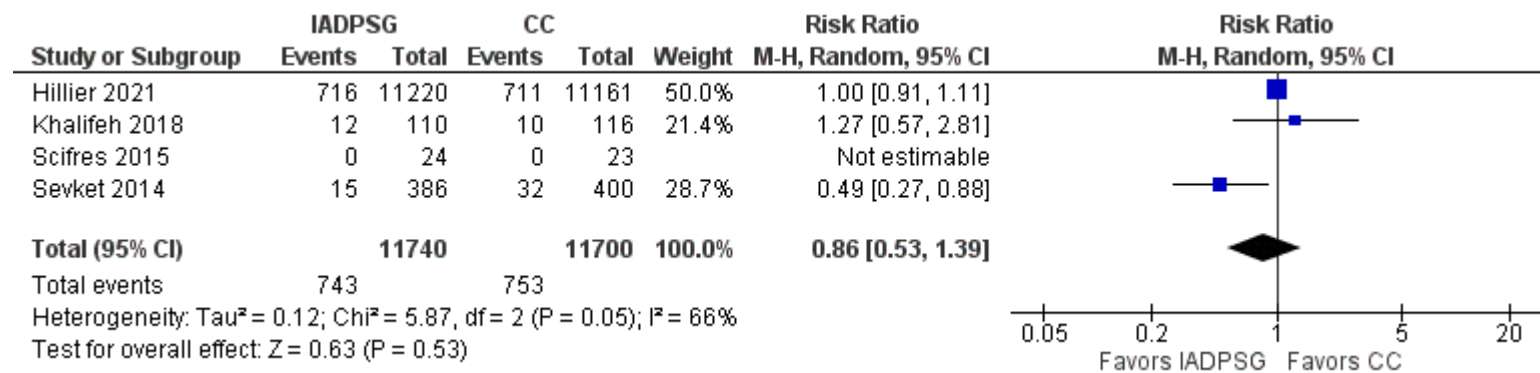 IADPSG CC Risk Ratio Risk Ratio
Study or Subgroup Events Total Events Total Weight M-H, Random, 95% CI M-H, Random, 95% CI
Hillier 2021 716 11220 711 11161 50.0% 1.00 [0.91, 1.11]
Khalifeh 2018 12 110 10 116 21.4% 1.27 [0.57, 2.81]
Scifres 2015 0 24 0 23 Not estimable
Sevket 2014 15 386 32 400 28.7% 0.49 [0.27, 0.88]
Total (95% CI) 11740 11700 100.0% 0.86 [0.53, 1.39]
Total events 743 753
Heterogeneity: Tau² = 0.12; Chi² = 5.87, df = 2 (P = 0.05); I² = 66%
Test for overall effect: Z = 0.63 (P = 0.53)
0.05 0.2 1 5 20
Favors IADPSG Favors CC